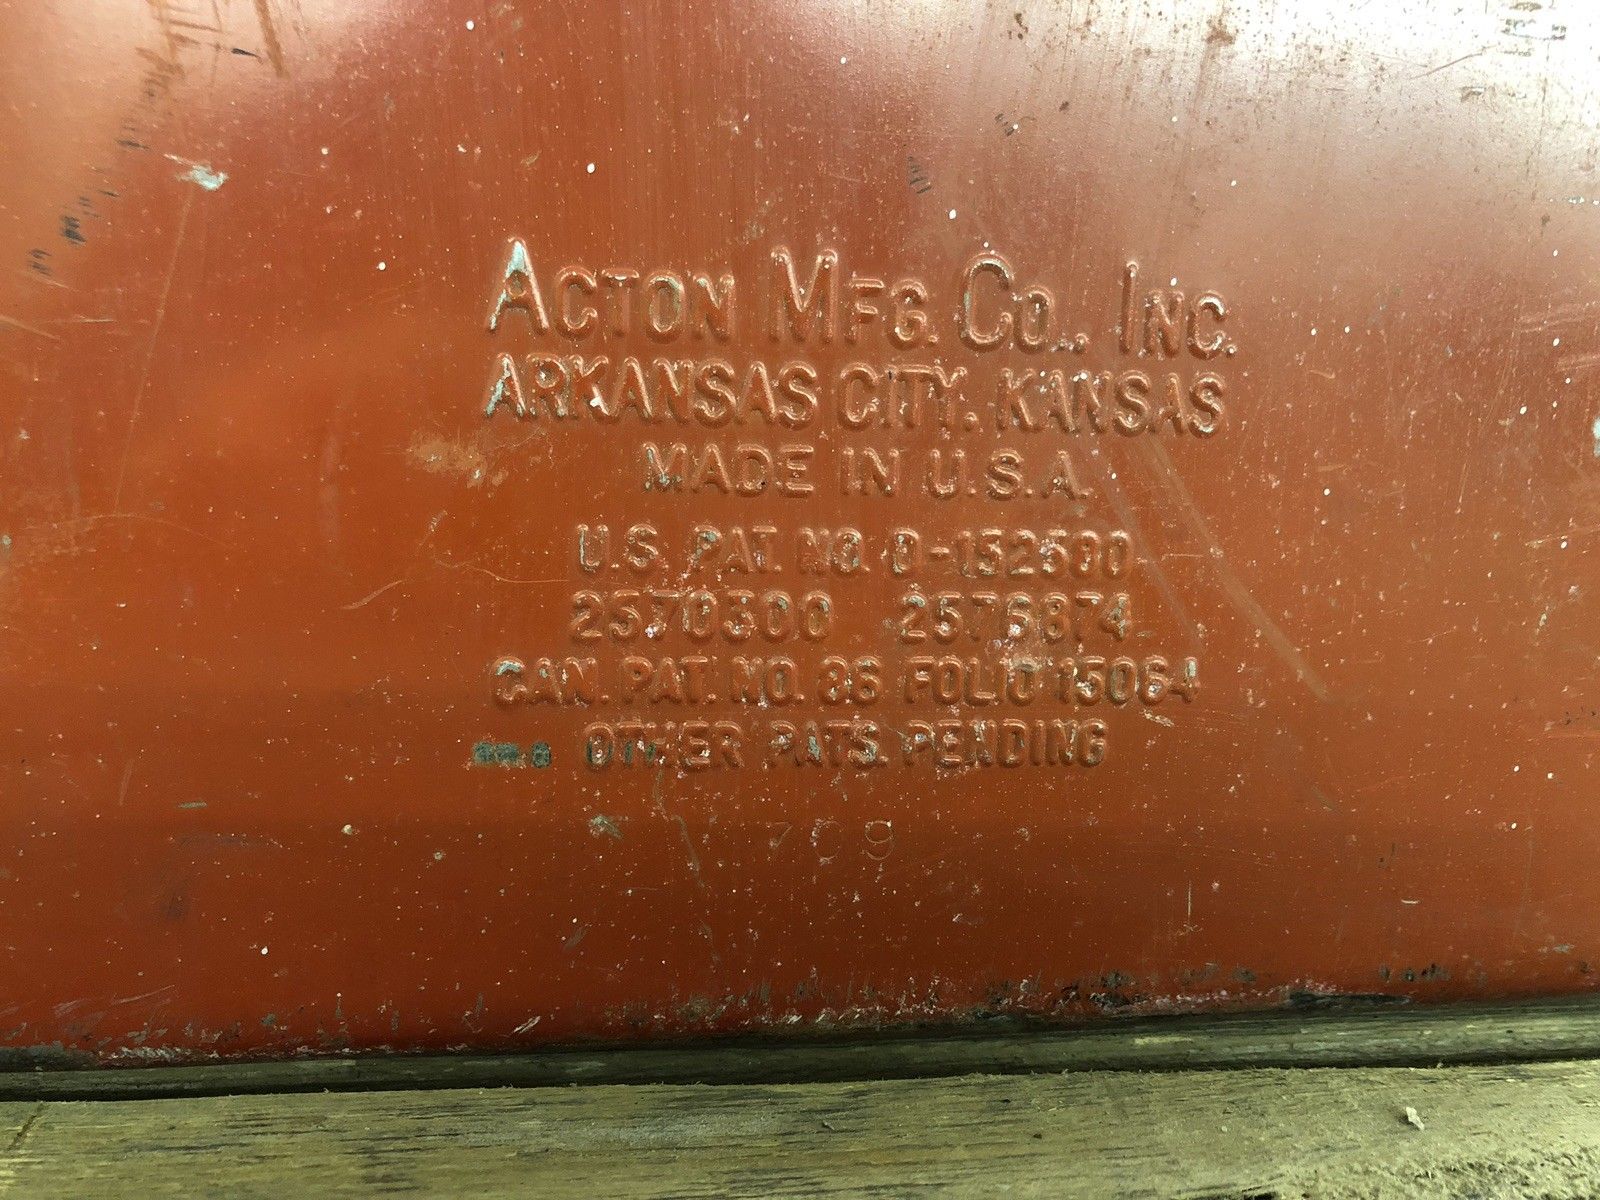 ACTON MFG. CO., INC.
ARKANSAS CITY, KANSAS
MADE IN U.S.A.
U.S. PAT. NO. D-152500
2570300 2576874
CAN. PAT. NO. 86 FOLIO 15064
OTHER PATS. PENDING
709